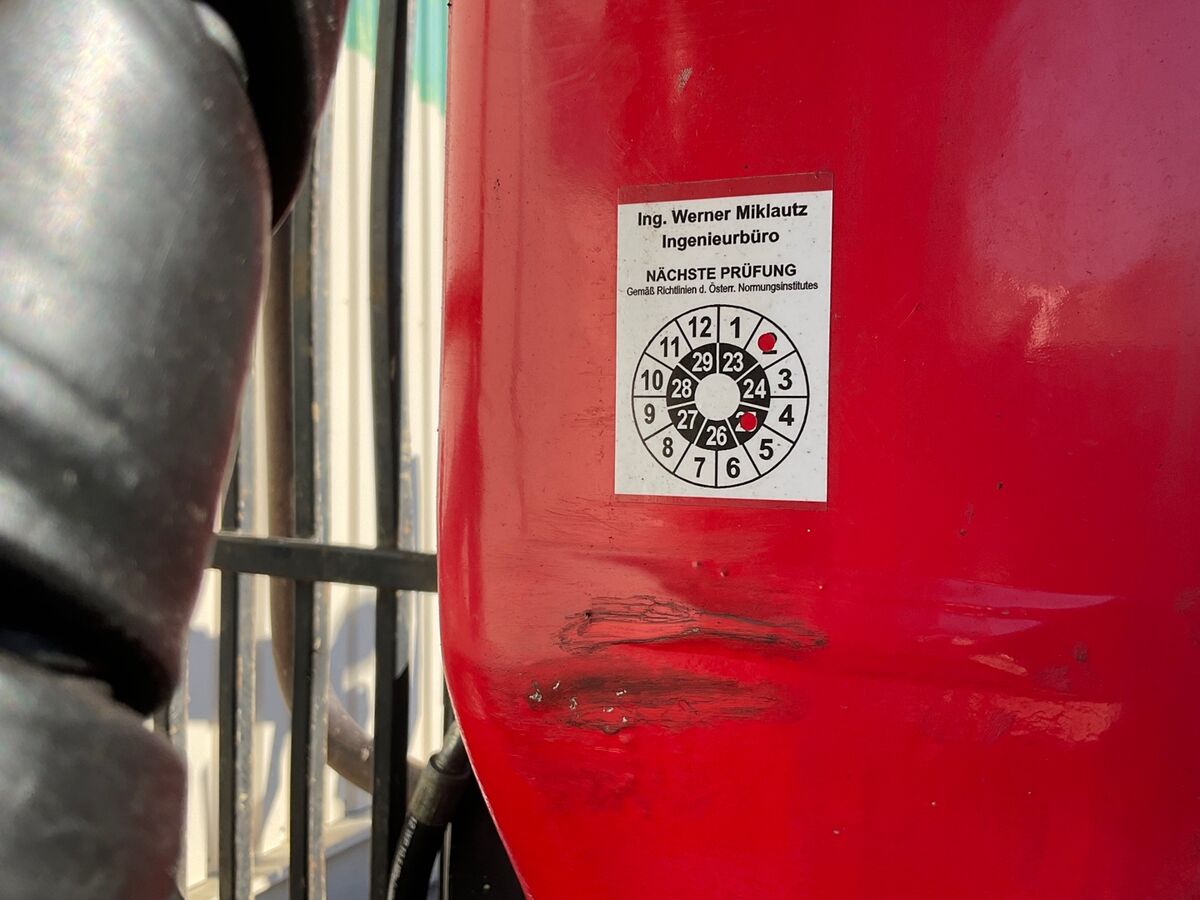 Ing. Werner Miklautz
Ingenieurbüro
NÄCHSTE PRÜFUNG
Gemäß Richtlinien d. Österr. Normungsinstitutes
12 1 2 3 4 5 6 7 8 9 10 11
29 23 24 26 27 28